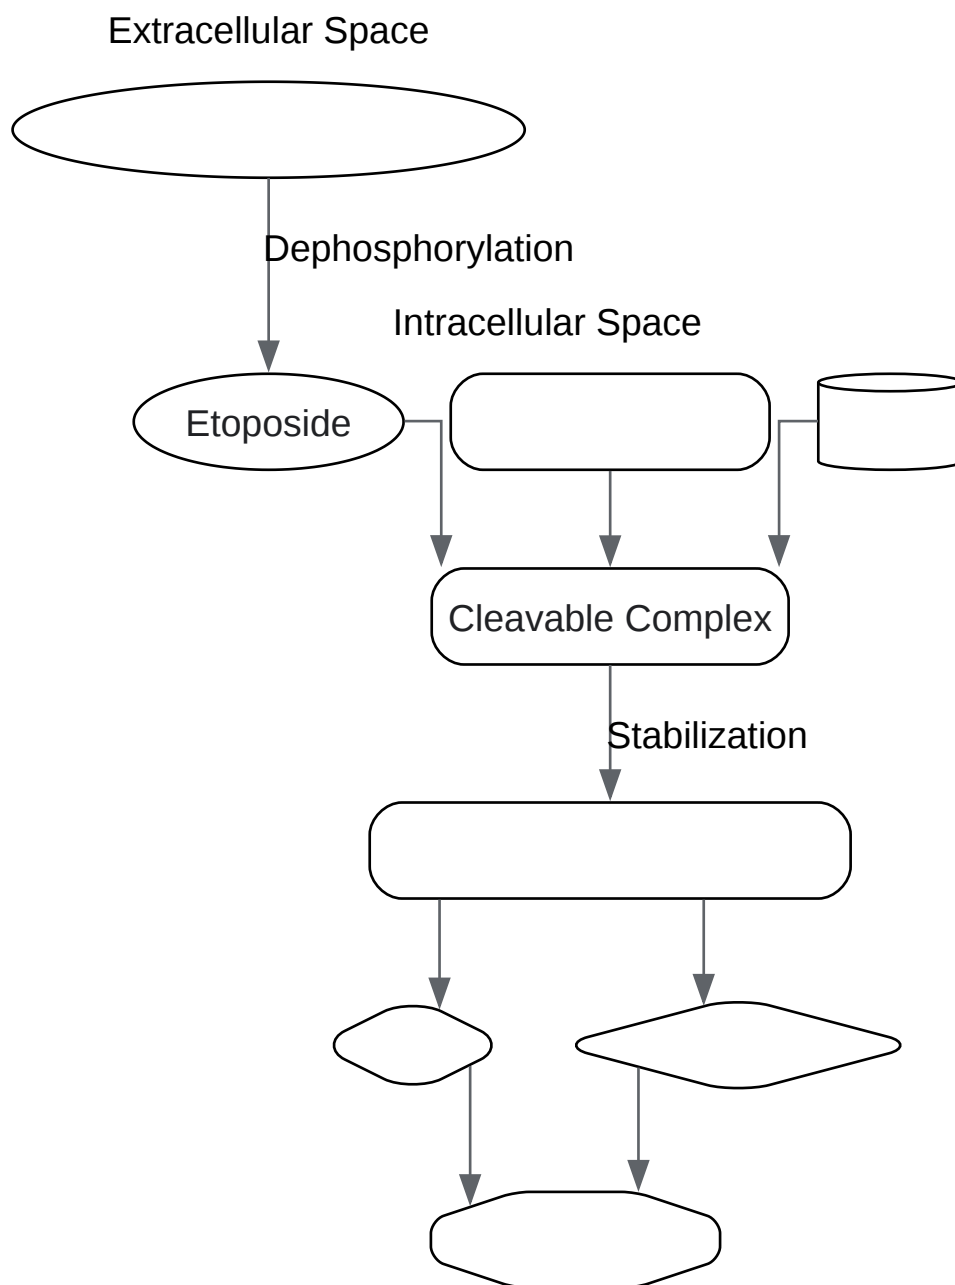 Extracellular Space
Dephosphorylation
Intracellular Space
Etoposide
Cleavable Complex
Stabilization